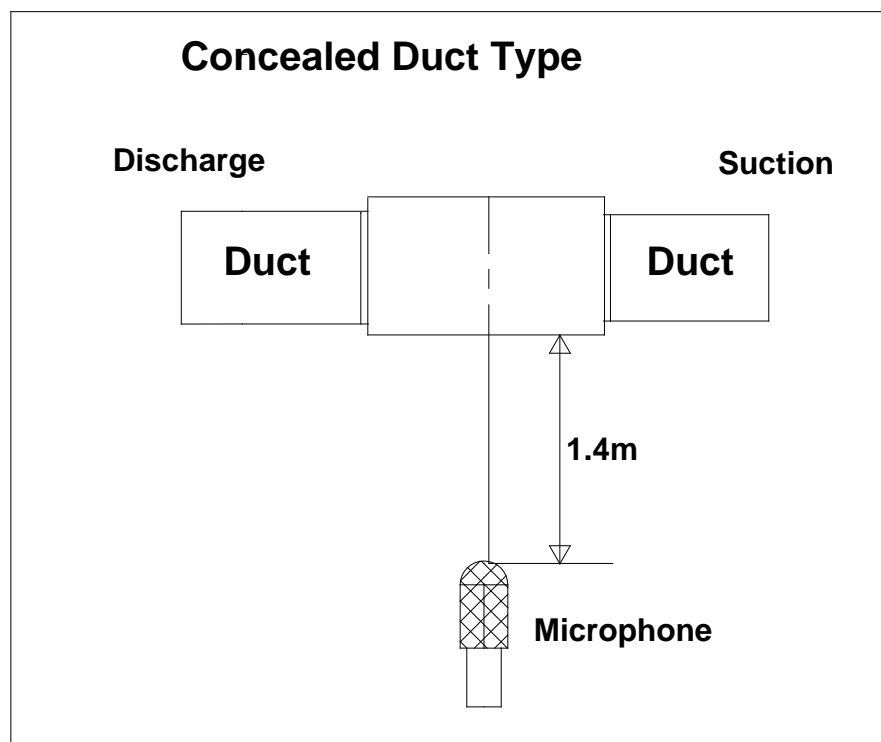 Concealed Duct Type
Discharge
Suction
Duct
Duct
1.4m
Microphone